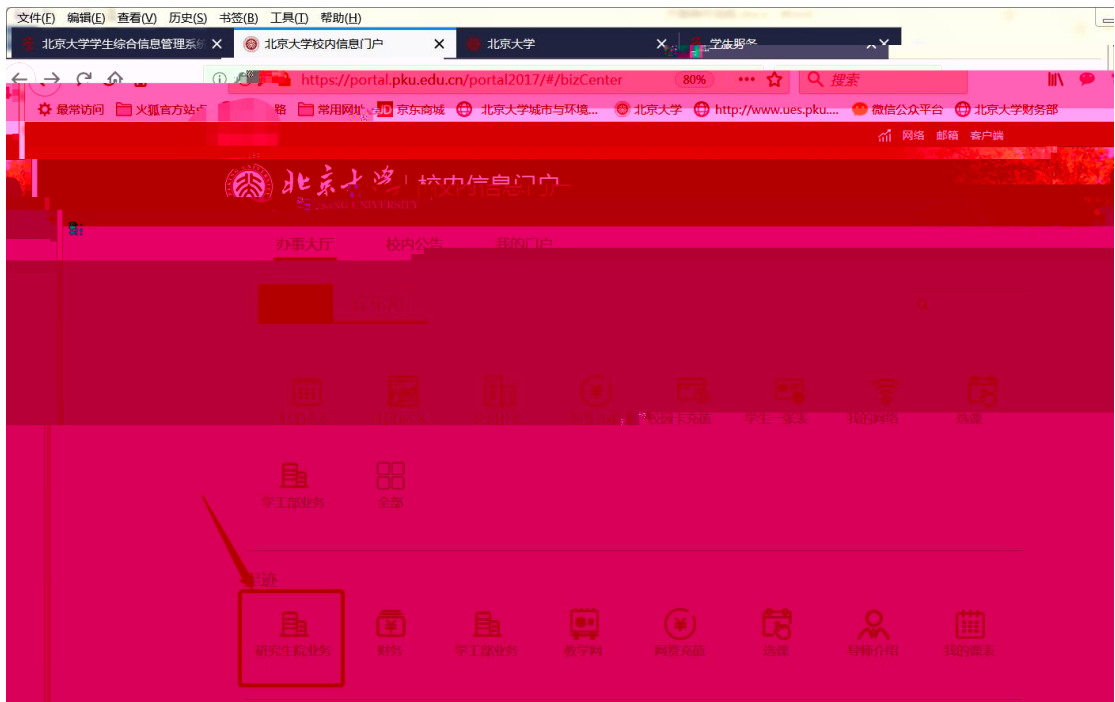 文件(F) 编辑(E) 查看(V) 历史(S) 书签(B) 工具(T) 帮助(H)
北京大学学生综合信息管理系统 北京大学校内信息门户 北京大学 学生服务
https://portal.pku.edu.cn/portal2017/#/bizCenter 80% 搜索
最常访问 火狐官方站点 常用网址 JD 京东商城 北京大学城市与环境... 北京大学 http://www.ues.pku.... 微信公众平台 北京大学财务部
网络 邮箱 客户端
北京大学 校内信息门户
UNIVERSITY
办事大厅 校内公告 我的门户
校园卡充值 学生一张表 我的网络 选课
学工部业务 全部
足迹
研究生院业务 财务 学工部业务 教学网 网费充值 选课 导师介绍 我的课表